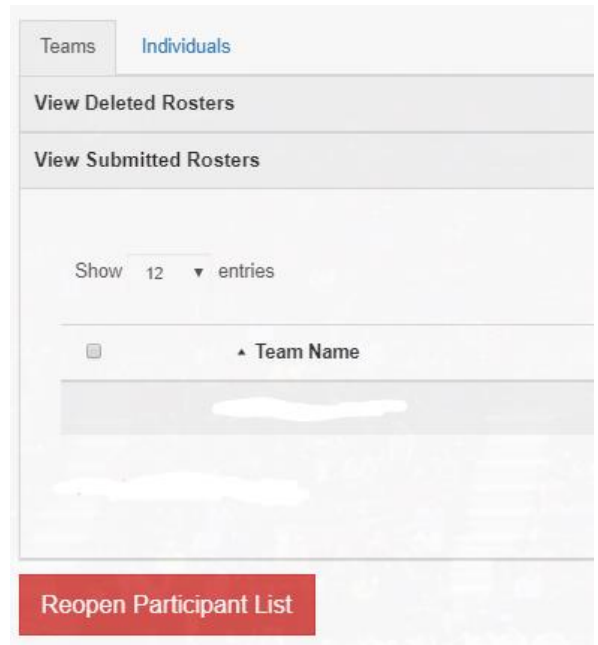 Teams Individuals
View Deleted Rosters
View Submitted Rosters
Show 12 ▼ entries
▲ Team Name
Reopen Participant List